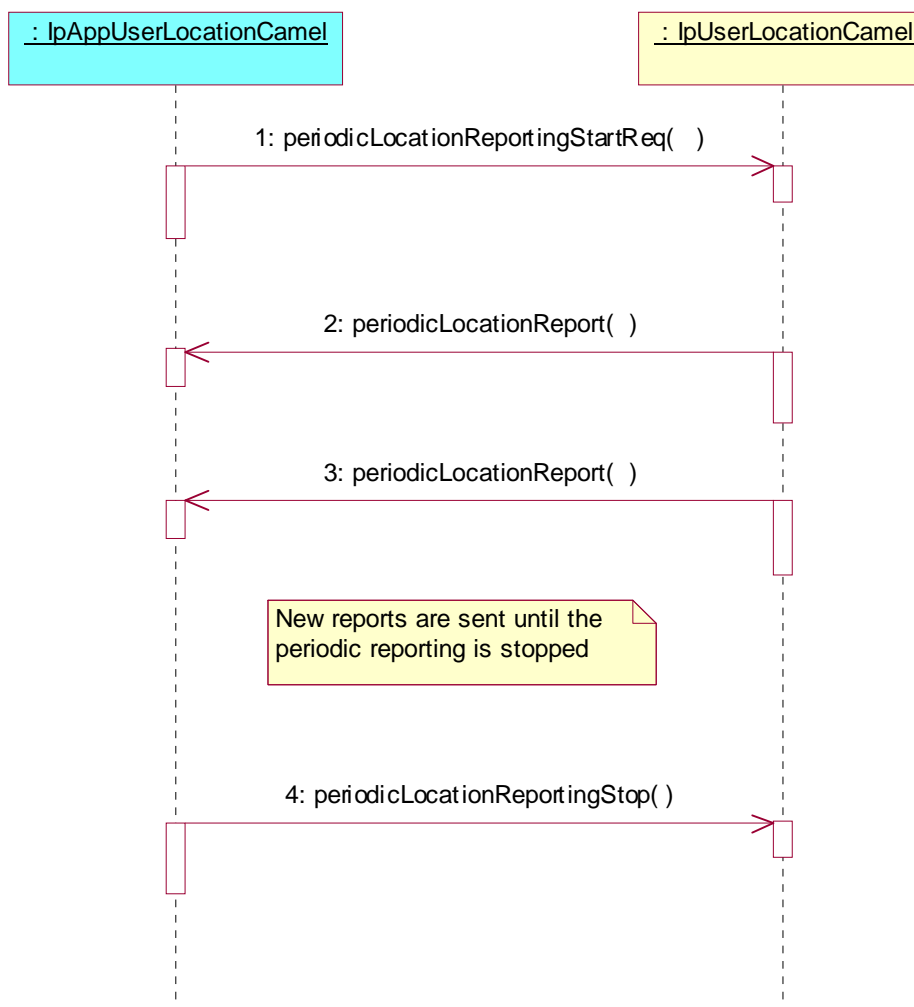 : IpAppUserLocationCamel
: IpUserLocationCamel
1: periodicLocationReportingStartReq( )
2: periodicLocationReport( )
3: periodicLocationReport( )
New reports are sent until the
periodic reporting is stopped
4: periodicLocationReportingStop( )